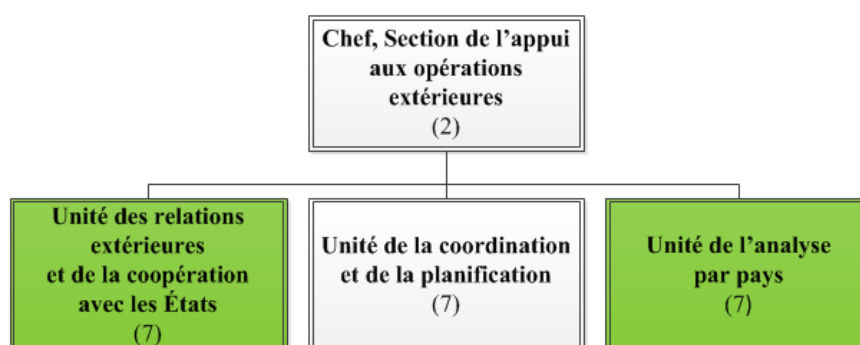 Chef, Section de l’appui
aux opérations
extérieures
(2)
Unité des relations
extérieures
et de la coopération
avec les États
(7)
Unité de la coordination
et de la planification
(7)
Unité de l’analyse
par pays
(7)